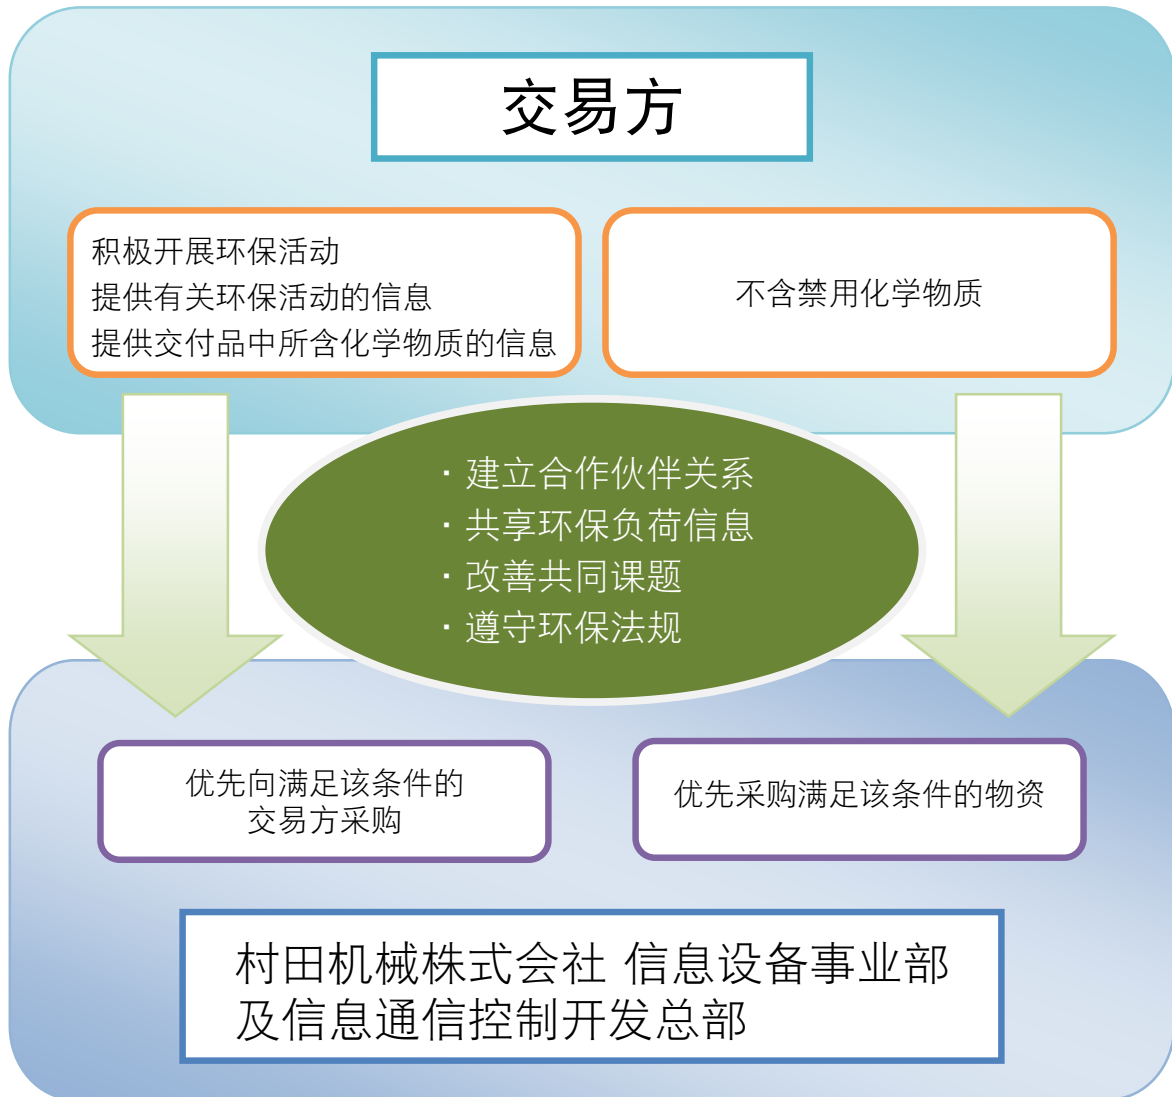 交易方
积极开展环保活动
提供有关环保活动的信息
提供交付品中所含化学物质的信息
不含禁用化学物质
・建立合作伙伴关系
・共享环保负荷信息
・改善共同课题
・遵守环保法规
优先向满足该条件的
交易方采购
优先采购满足该条件的物资
村田机械株式会社 信息设备事业部
及信息通信控制开发总部